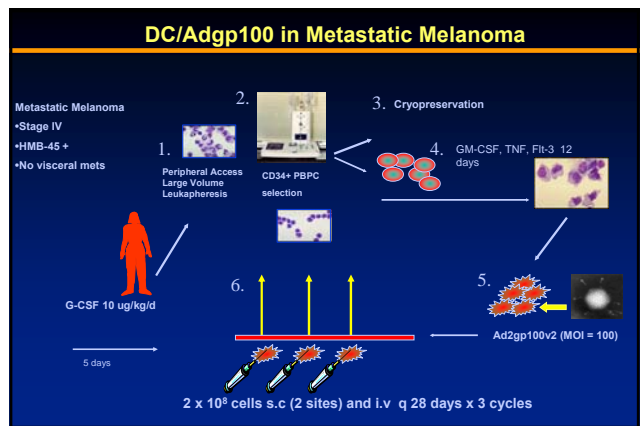 DC/Adgp100 in Metastatic Melanoma
Metastatic Melanoma
•Stage IV
•HMB-45 +
•No visceral mets
1.
Peripheral Access
Large Volume
Leukapheresis
2.
CD34+ PBPC
selection
3. Cryopreservation
4. GM-CSF, TNF, Flt-3 12
days
5.
Ad2gp100v2 (MOI = 100)
6.
G-CSF 10 ug/kg/d
5 days
2 x 10⁸ cells s.c (2 sites) and i.v q 28 days x 3 cycles